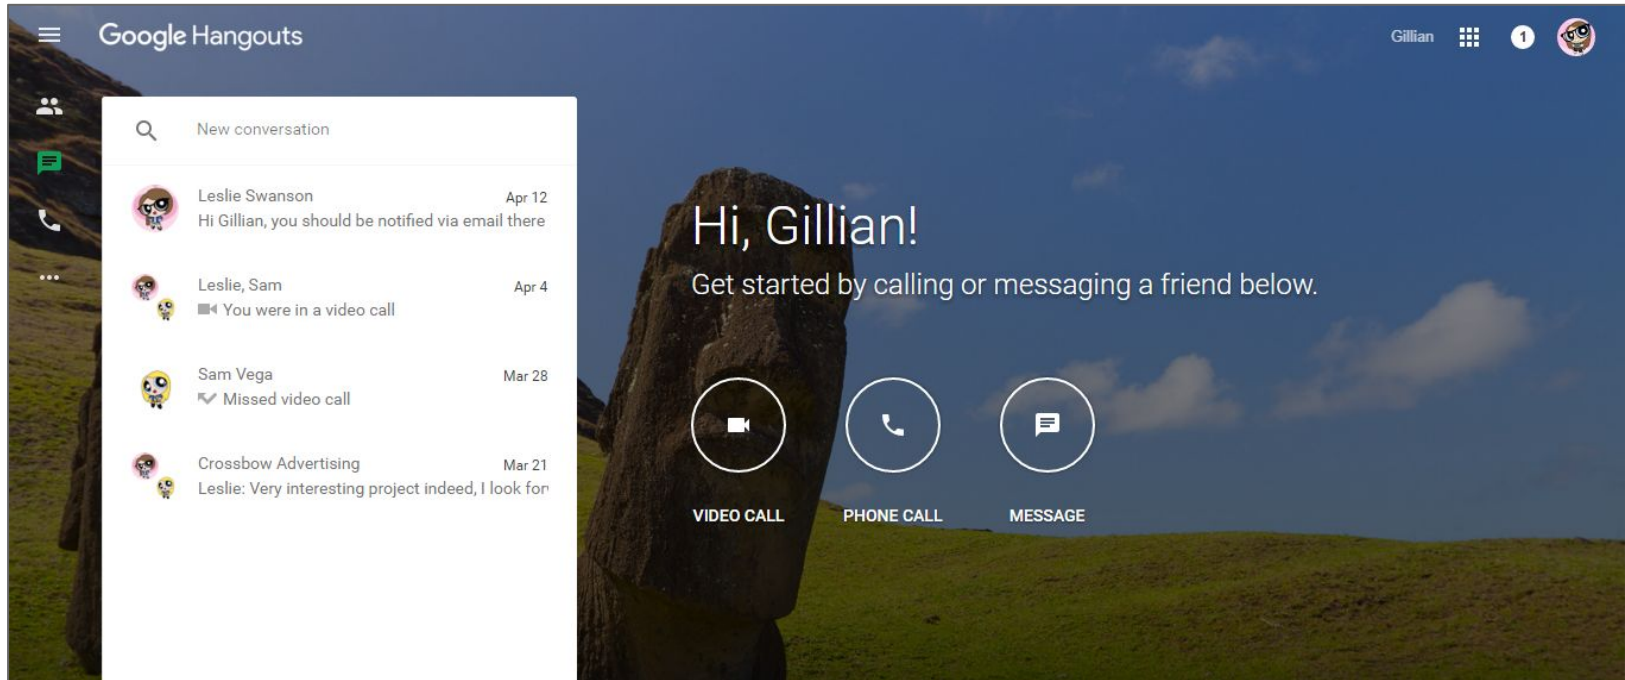 Google Hangouts
Gillian
1
New conversation
Leslie Swanson
Apr 12
Hi Gillian, you should be notified via email there
Leslie, Sam
Apr 4
You were in a video call
Sam Vega
Mar 28
Missed video call
Crossbow Advertising
Mar 21
Leslie: Very interesting project indeed, I look for
Hi, Gillian!
Get started by calling or messaging a friend below.
VIDEO CALL
PHONE CALL
MESSAGE